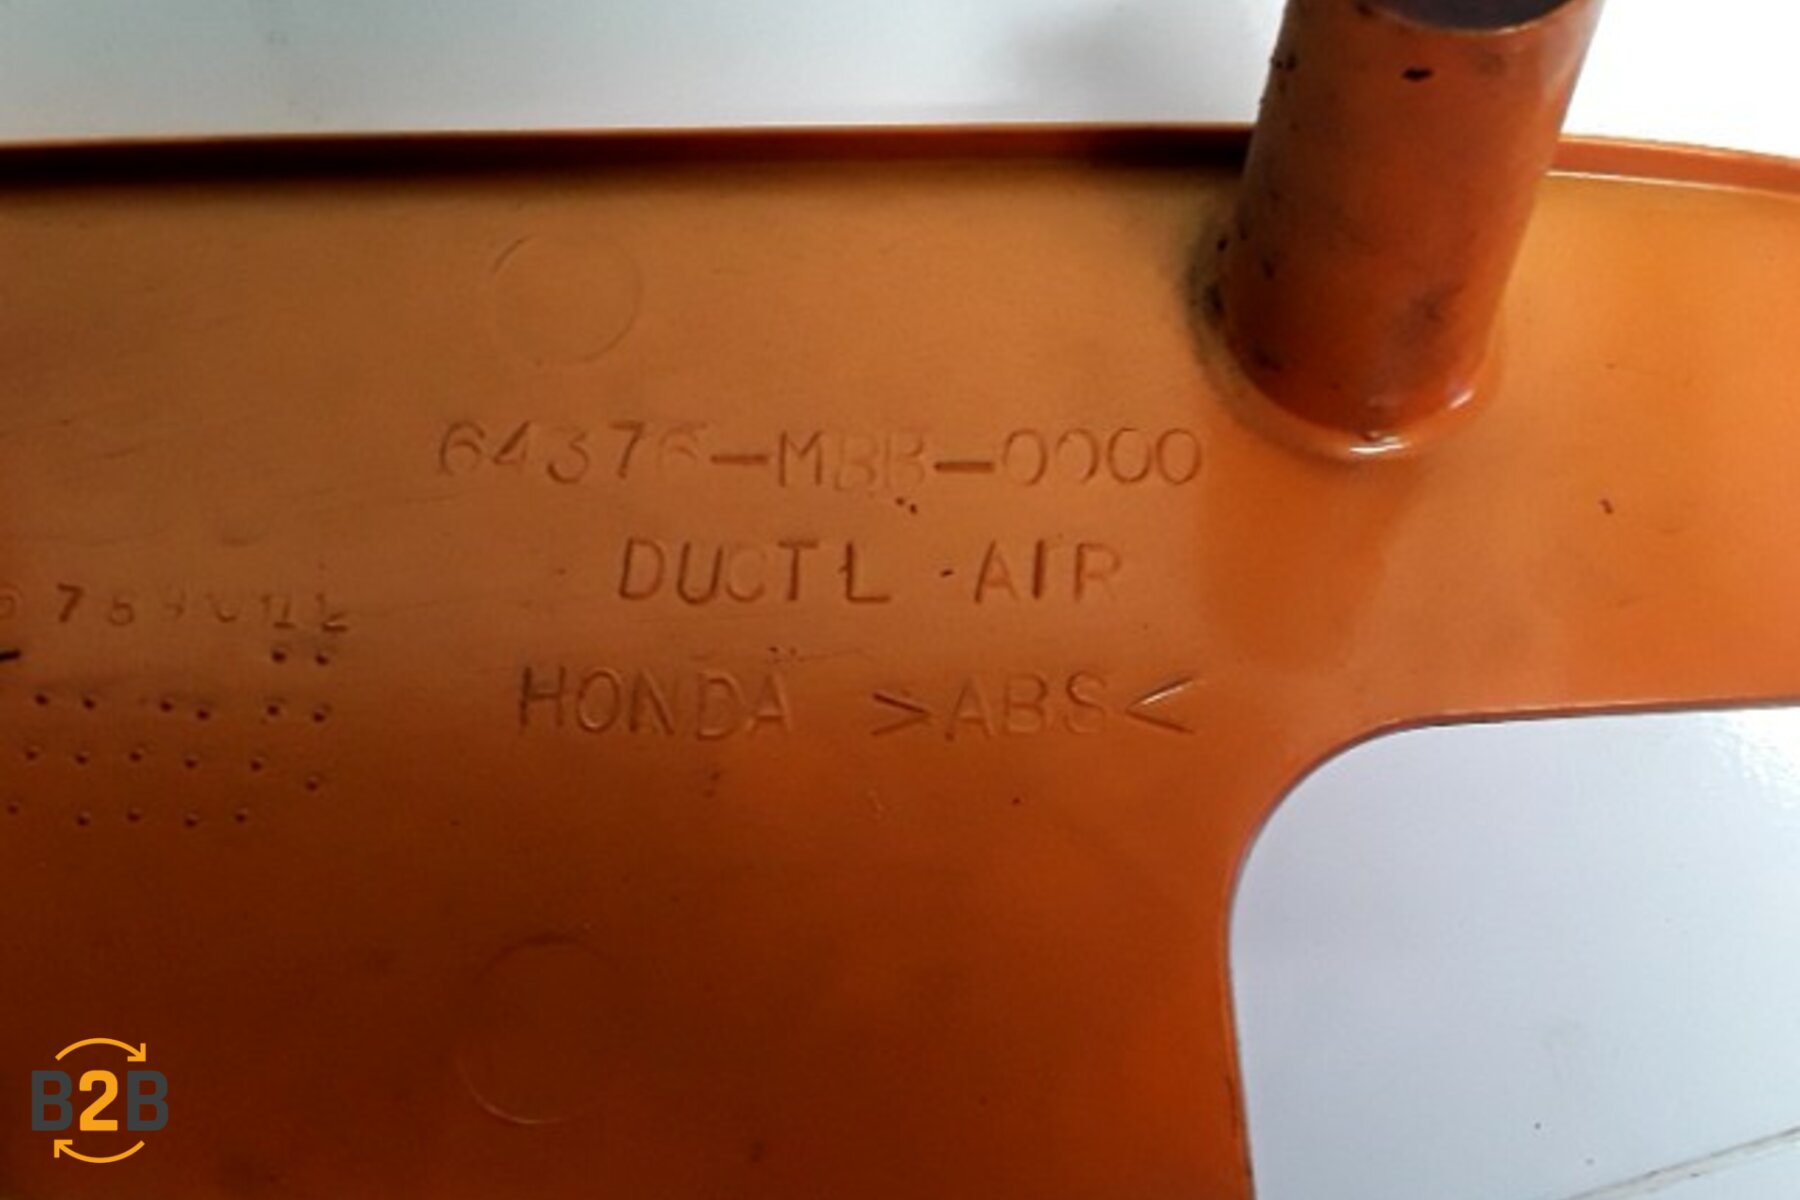 64376-MBB-0000
DUCT L · AIR
HONDA >ABS<
B2B